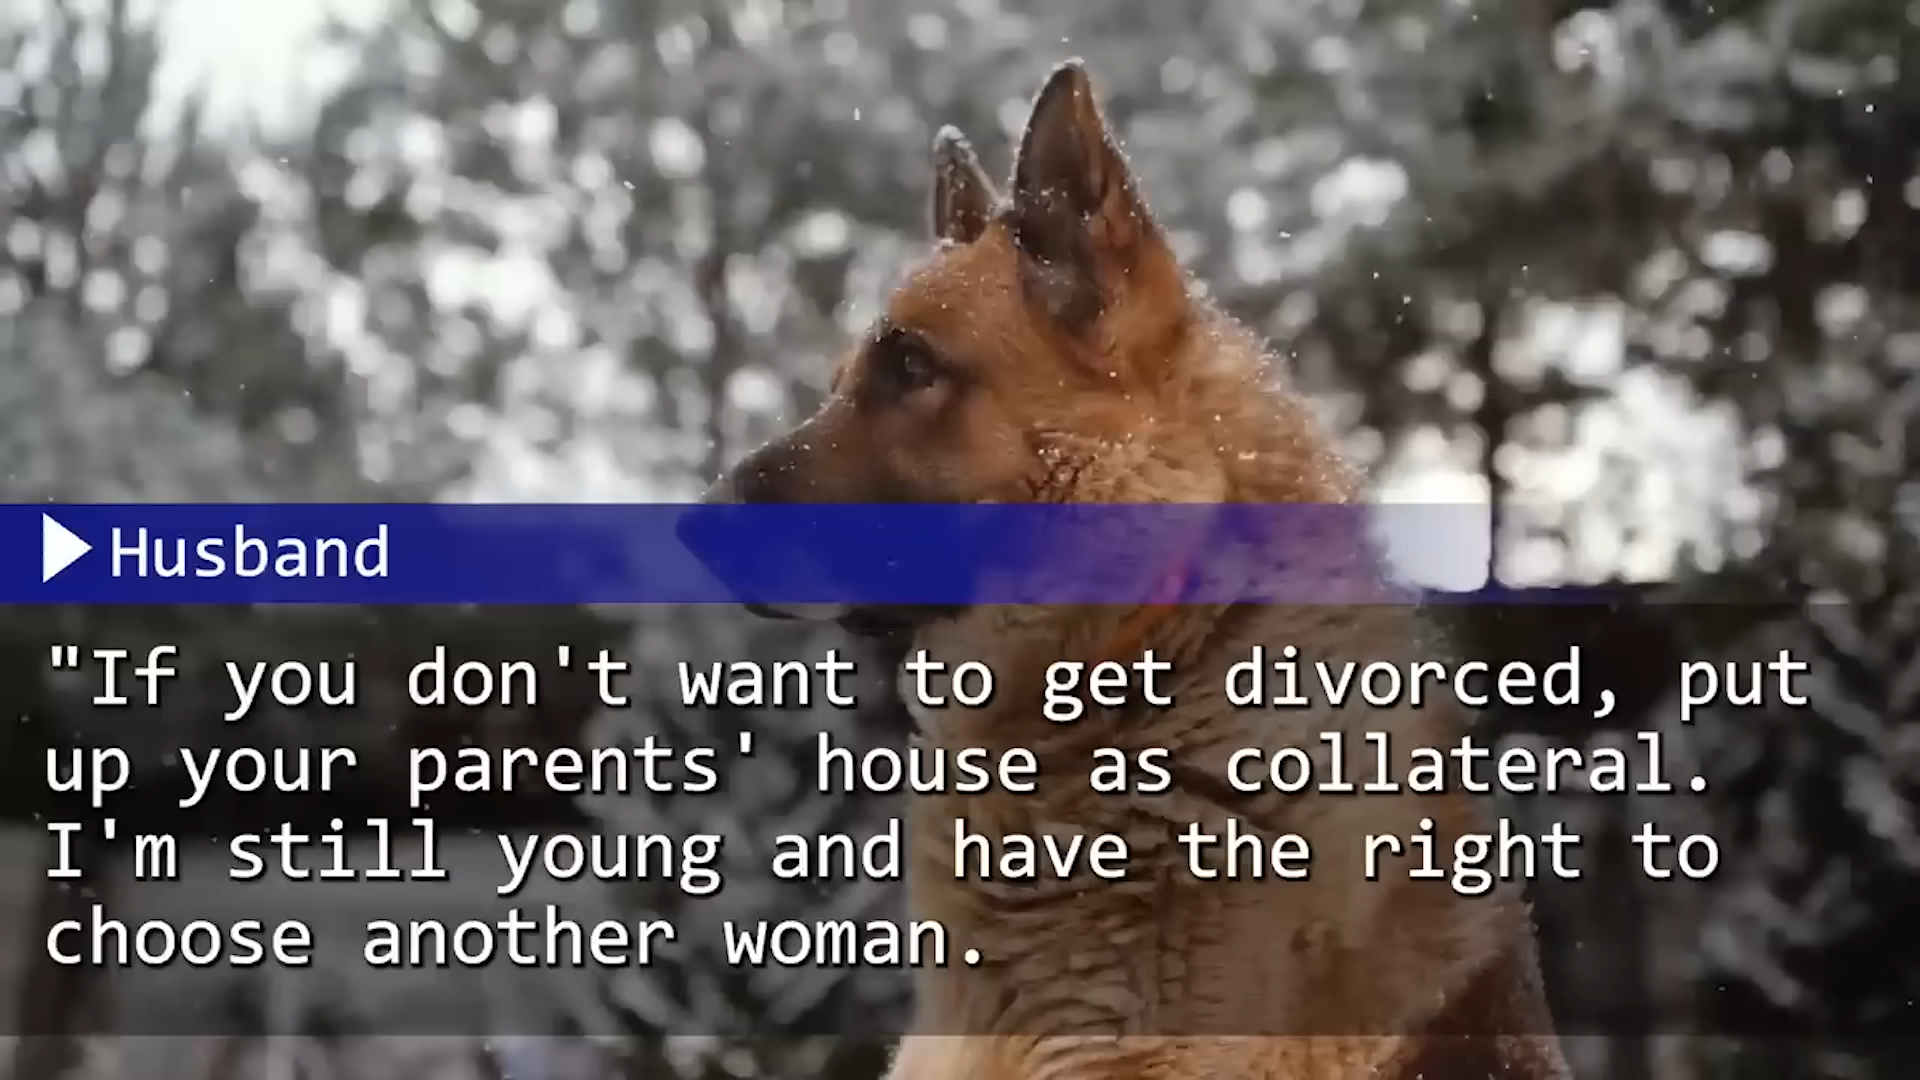 Husband
"If you don't want to get divorced, put
up your parents' house as collateral.
I'm still young and have the right to
choose another woman.